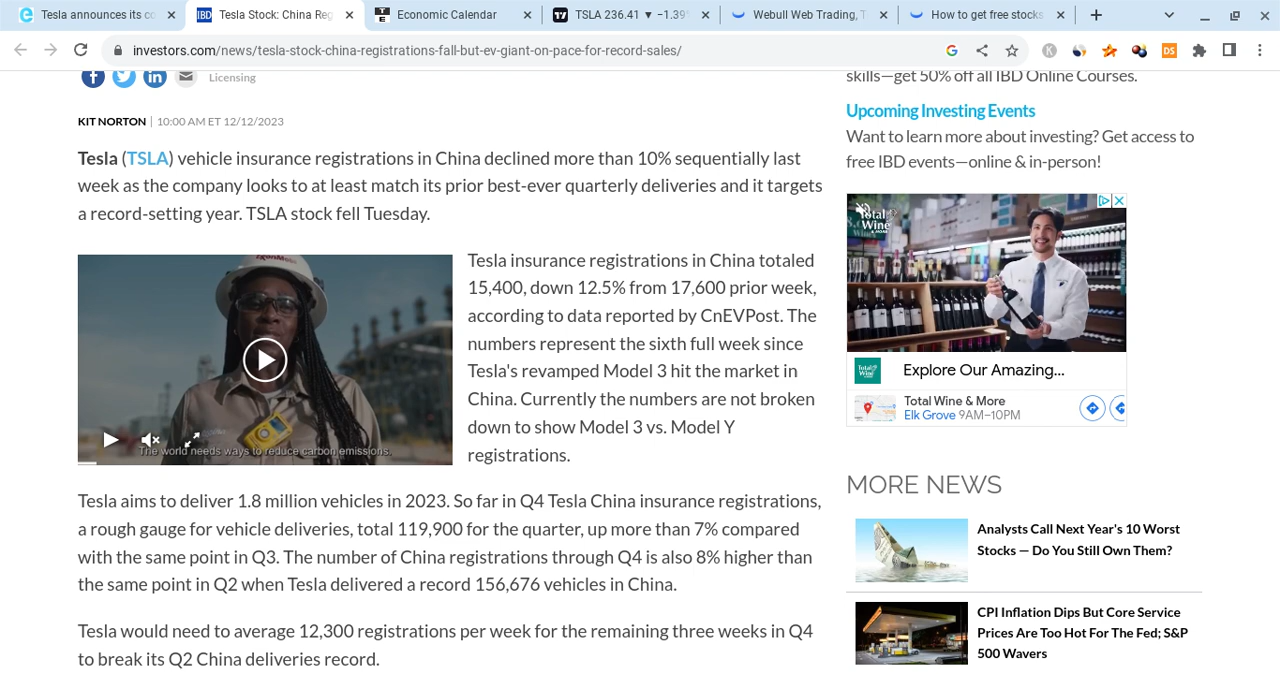 Tesla announces its co
Tesla Stock: China Reg
Economic Calendar
TSLA 236.41 ▼ −1.39%
Webull Web Trading, T
How to get free stocks
investors.com/news/tesla-stock-china-registrations-fall-but-ev-giant-on-pace-for-record-sales/
Licensing
KIT NORTON | 10:00 AM ET 12/12/2023
Tesla (TSLA) vehicle insurance registrations in China declined more than 10% sequentially last
week as the company looks to at least match its prior best-ever quarterly deliveries and it targets
a record-setting year. TSLA stock fell Tuesday.
ExxonMobil
The world needs ways to reduce carbon emissions.
Tesla insurance registrations in China totaled
15,400, down 12.5% from 17,600 prior week,
according to data reported by CnEVPost. The
numbers represent the sixth full week since
Tesla's revamped Model 3 hit the market in
China. Currently the numbers are not broken
down to show Model 3 vs. Model Y
registrations.
Tesla aims to deliver 1.8 million vehicles in 2023. So far in Q4 Tesla China insurance registrations,
a rough gauge for vehicle deliveries, total 119,900 for the quarter, up more than 7% compared
with the same point in Q3. The number of China registrations through Q4 is also 8% higher than
the same point in Q2 when Tesla delivered a record 156,676 vehicles in China.
Tesla would need to average 12,300 registrations per week for the remaining three weeks in Q4
to break its Q2 China deliveries record.
skills—get 50% off all IBD Online Courses.
Upcoming Investing Events
Want to learn more about investing? Get access to
free IBD events—online & in-person!
Total
Wine
& MORE
Explore Our Amazing...
Total Wine & More
Elk Grove 9AM–10PM
MORE NEWS
Analysts Call Next Year's 10 Worst
Stocks — Do You Still Own Them?
CPI Inflation Dips But Core Service
Prices Are Too Hot For The Fed; S&P
500 Wavers